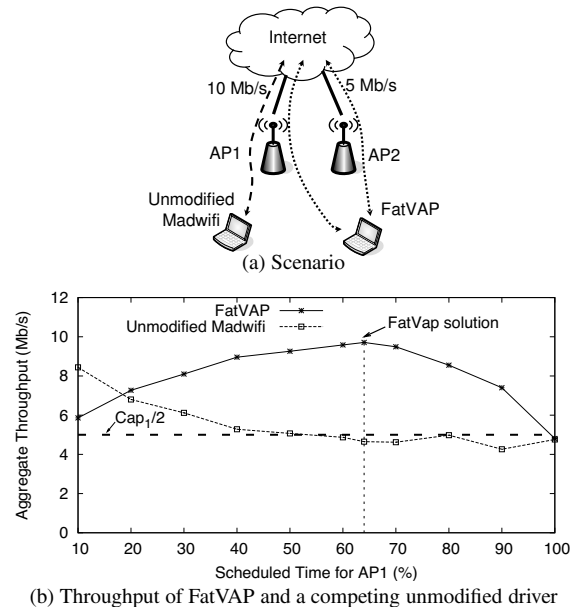 Internet
10 Mb/s
5 Mb/s
AP1
AP2
Unmodified
Madwifi
FatVAP
(a) Scenario
12
10
8
6
4
2
0
Aggregate Throughput (Mb/s)
FatVAP
Unmodified Madwifi
FatVap solution
Cap1/2
10 20 30 40 50 60 70 80 90 100
Scheduled Time for AP1 (%)
(b) Throughput of FatVAP and a competing unmodified driver